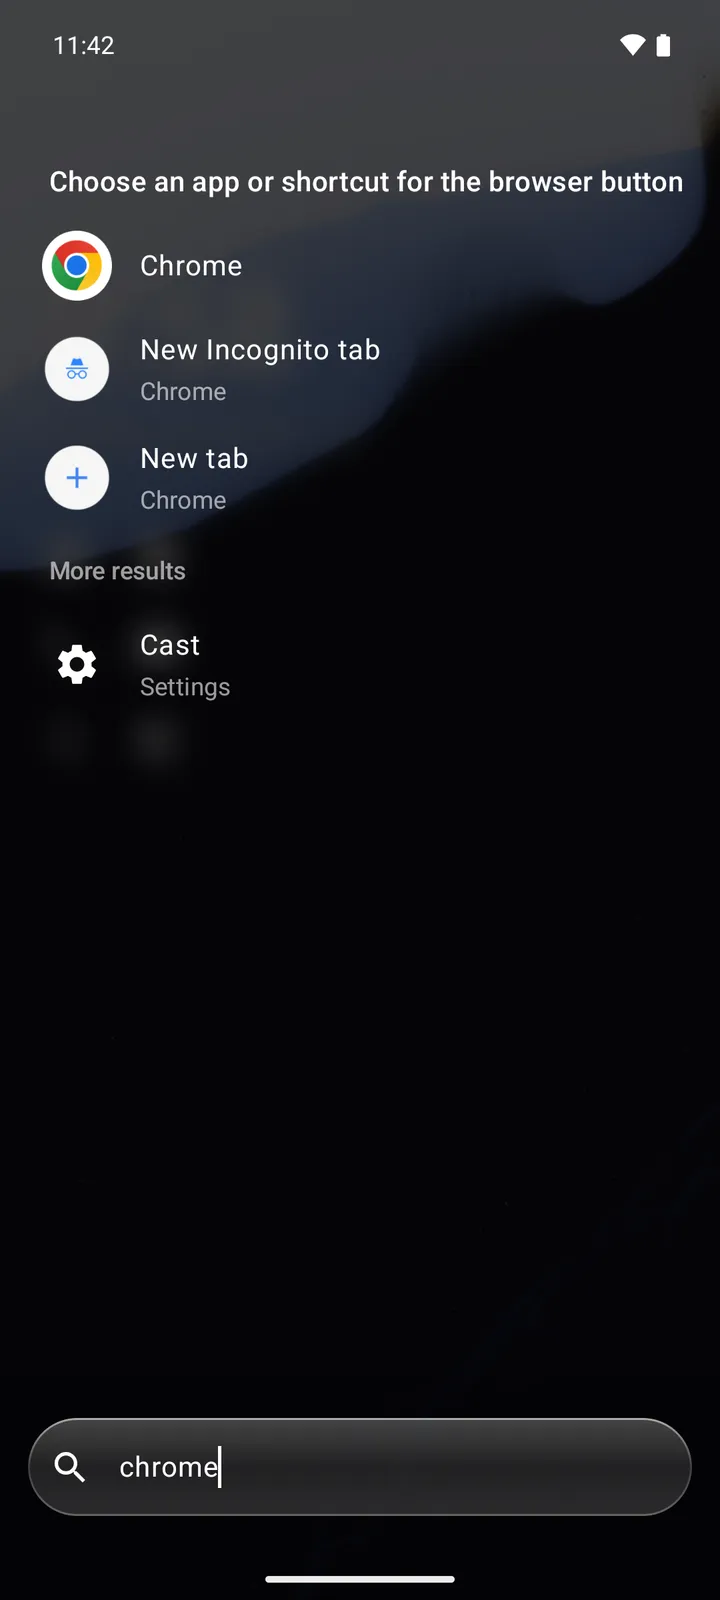 11:42
Choose an app or shortcut for the browser button
Chrome
New Incognito tab
Chrome
New tab
Chrome
More results
Cast
Settings
chrome